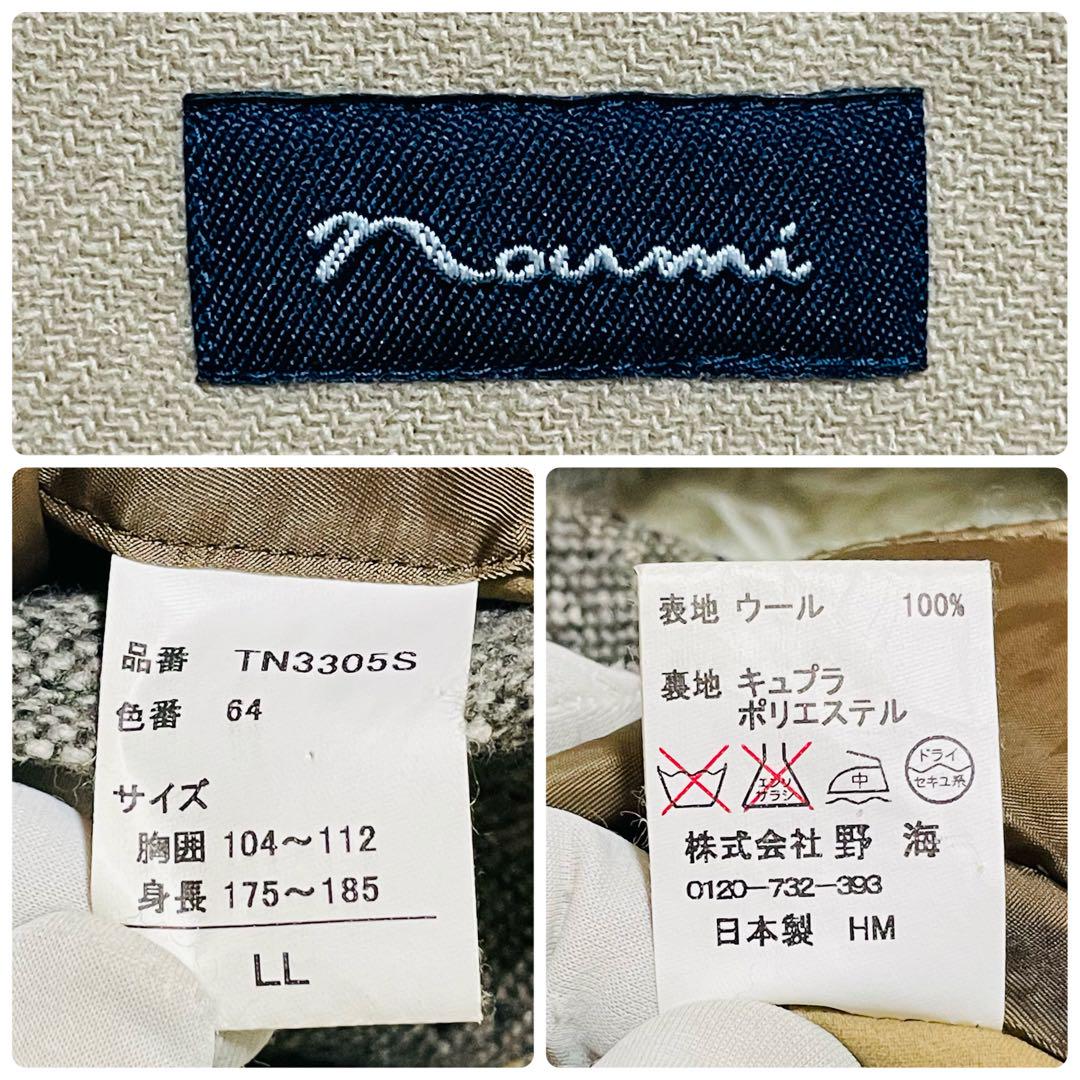 noumi
品番 TN3305S
色番 64
サイズ
胸囲 104〜112
身長 175〜185
LL
表地 ウール 100%
裏地 キュプラ
ポリエステル
エンソ
サラシ
中
ドライ
セキユ系
株式会社 野 海
0120-732-393
日本製 HM